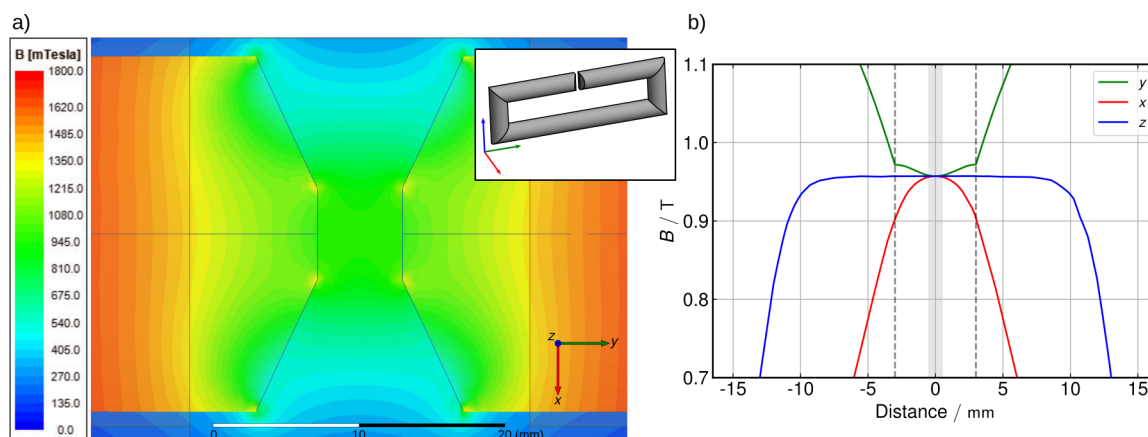 a)
B [mTesla]
1800.0
1620.0
1485.0
1350.0
1215.0
1080.0
945.0
810.0
675.0
540.0
405.0
270.0
135.0
0.0
z
y
x
0
10
20 (mm)
b)
1.1
1.0
0.9
0.8
0.7
B / T
y
x
z
-15
-10
-5
0
5
10
15
Distance / mm